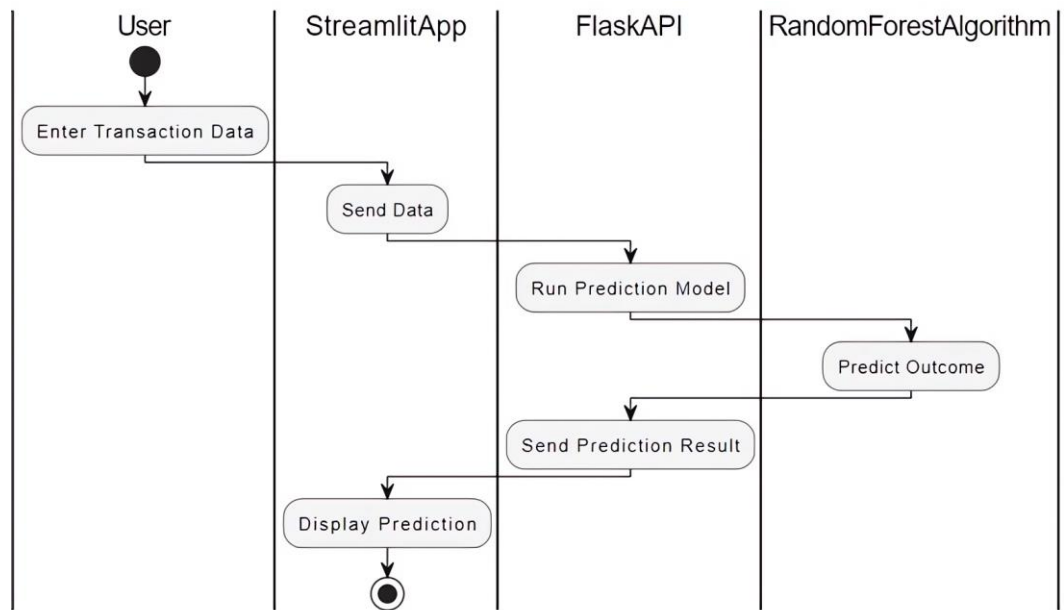 User
StreamlitApp
FlaskAPI
RandomForestAlgorithm
Enter Transaction Data
Send Data
Run Prediction Model
Predict Outcome
Send Prediction Result
Display Prediction